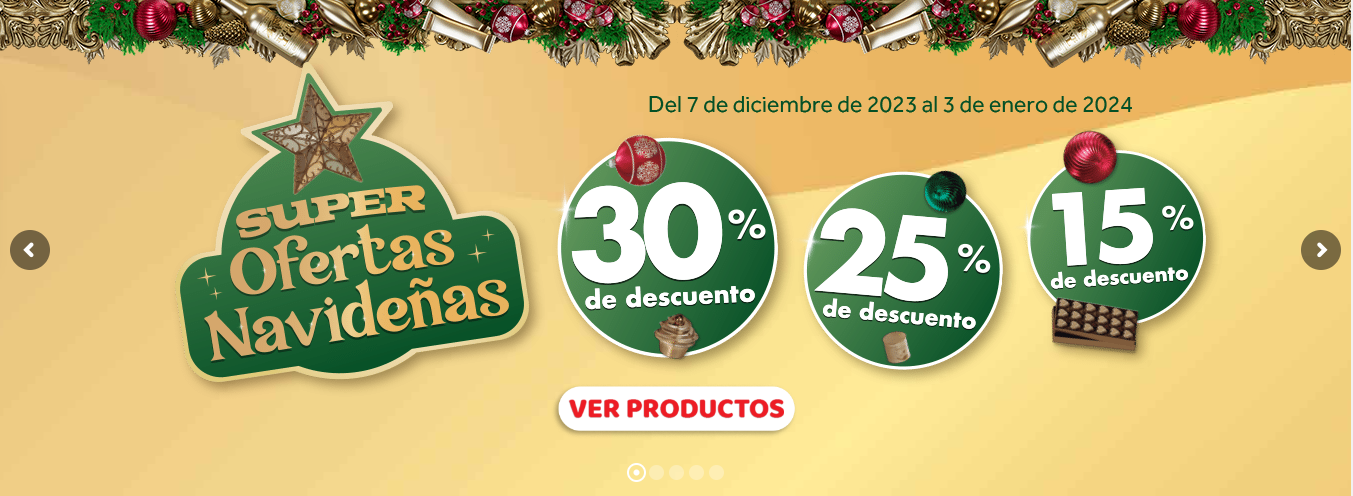 Del 7 de diciembre de 2023 al 3 de enero de 2024
SUPER
Ofertas
Navideñas
30%
de descuento
25%
de descuento
15%
de descuento
VER PRODUCTOS